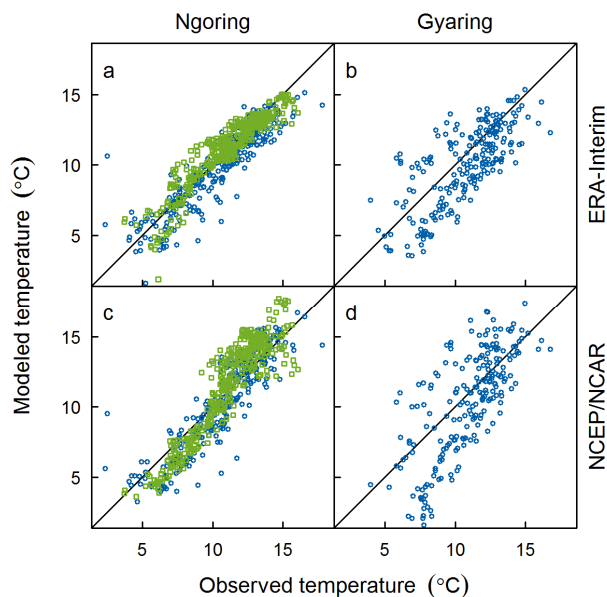 Ngoring Gyaring
a b
15
10
5
ERA-Interim
Modeled temperature (°C)
c d
15
10
5
NCEP/NCAR
5 10 15 5 10 15
Observed temperature (°C)